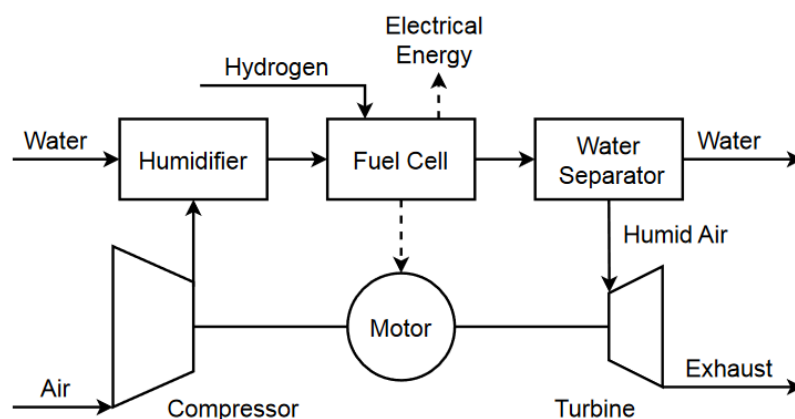 Electrical
Energy
Hydrogen
Water
Humidifier
Fuel Cell
Water
Separator
Water
Humid Air
Motor
Air
Compressor
Turbine
Exhaust